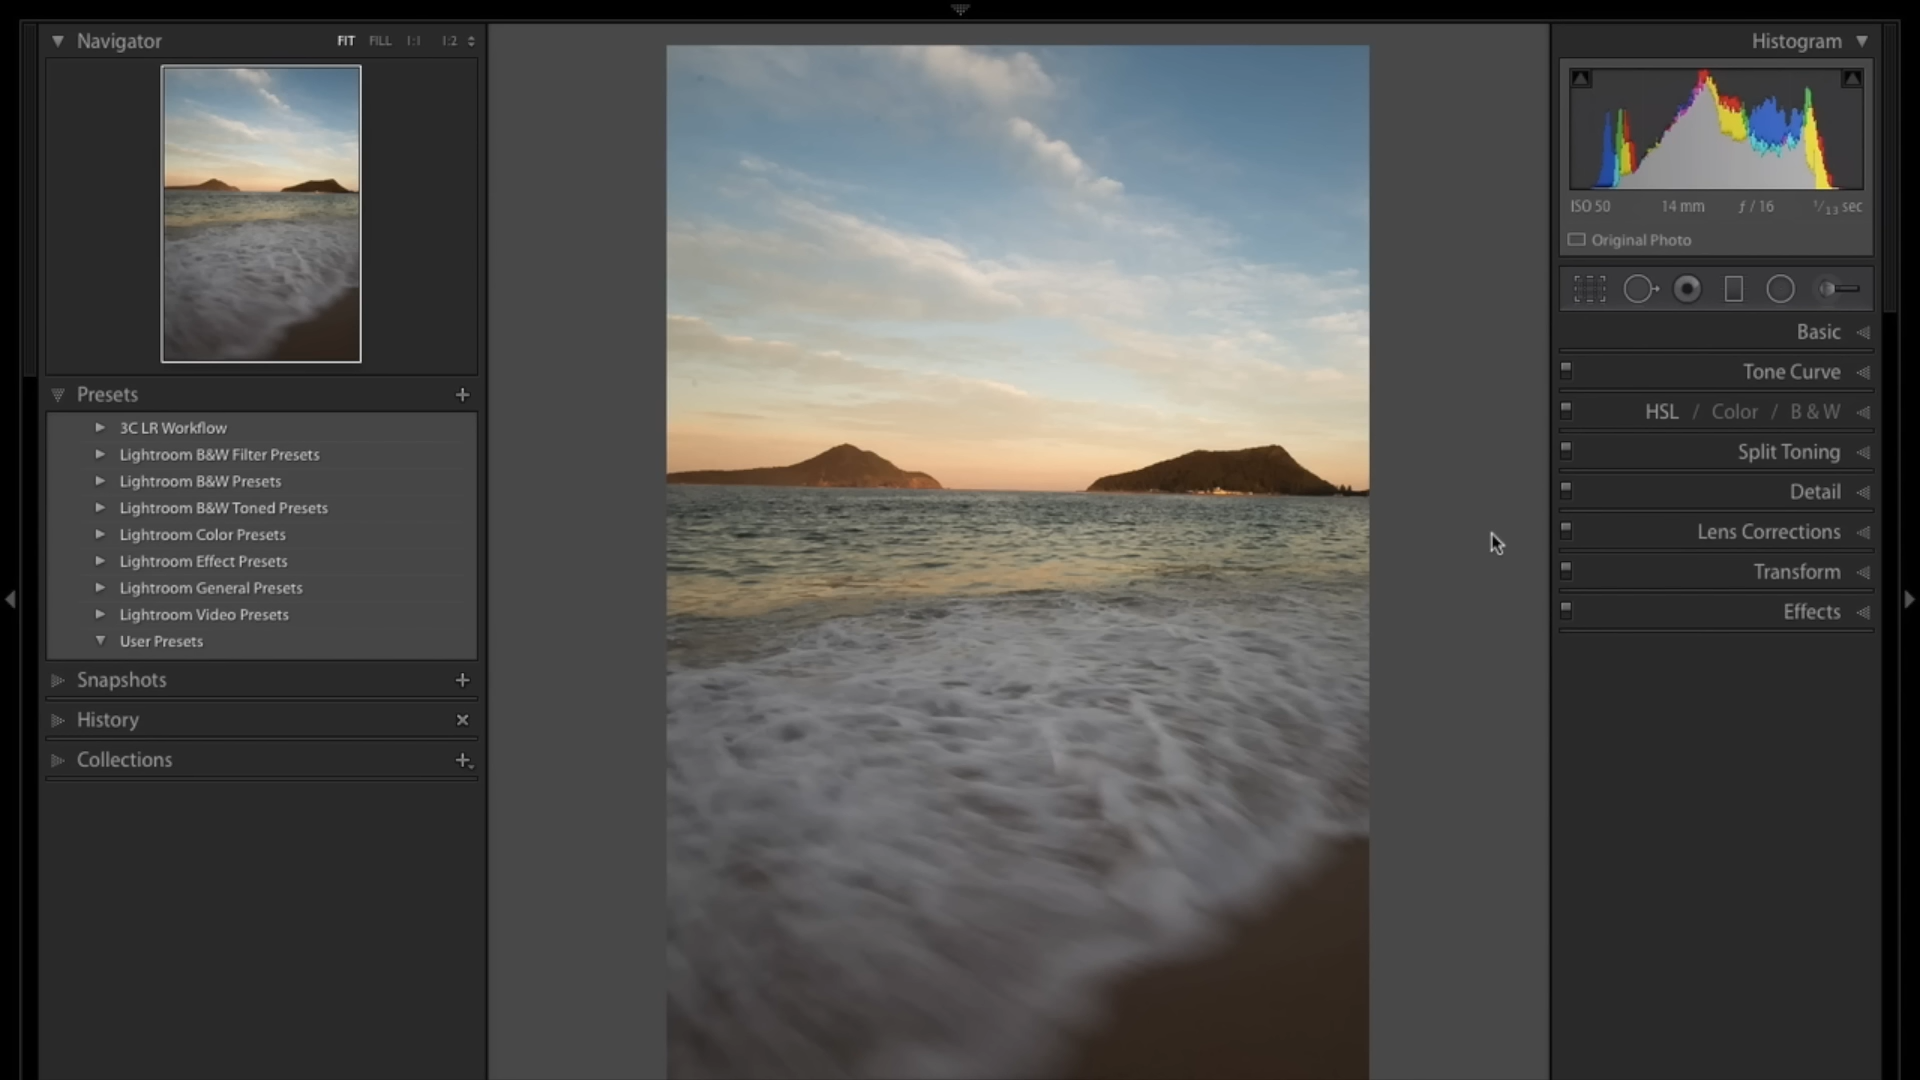 Navigator FIT FILL 1:1 1:2
Presets +
3C LR Workflow
Lightroom B&W Filter Presets
Lightroom B&W Presets
Lightroom B&W Toned Presets
Lightroom Color Presets
Lightroom Effect Presets
Lightroom General Presets
Lightroom Video Presets
User Presets
Snapshots +
History ×
Collections +
Histogram
ISO 50 14 mm ƒ / 16 1/13 sec
Original Photo
Basic
Tone Curve
HSL / Color / B & W
Split Toning
Detail
Lens Corrections
Transform
Effects